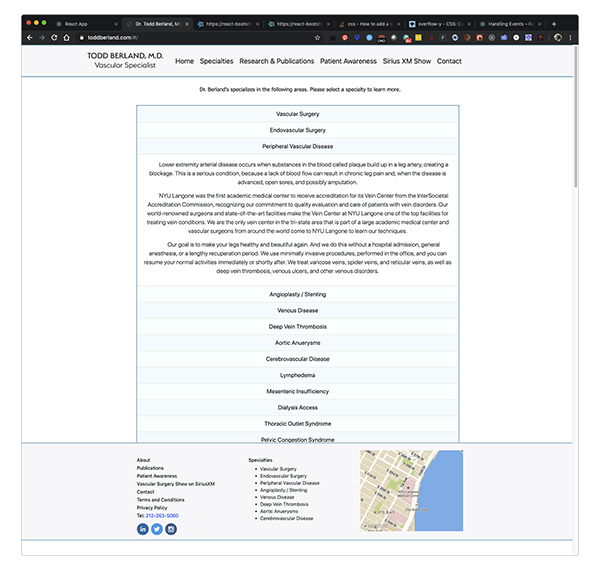 React App
Dr. Todd Berland, M.
https://react-bootst
https://react-bootst
css - How to add a s
overflow-y - CSS: C
Handling Events – Re
toddberland.com/#/
TODD BERLAND, M.D.
Vascular Specialist
Home Specialties Research & Publications Patient Awareness Sirius XM Show Contact
Dr. Berland's specializes in the following areas. Please select a specialty to learn more.
Vascular Surgery
Endovascular Surgery
Peripheral Vascular Disease
Lower extremity arterial disease occurs when substances in the blood called plaque build up in a leg artery, creating a
blockage. This is a serious condition, because a lack of blood flow can result in chronic leg pain and, when the disease is
advanced, open sores, and possibly amputation.
NYU Langone was the first academic medical center to receive accreditation for its Vein Center from the InterSocietal
Accreditation Commission, recognizing our commitment to quality evaluation and care of patients with vein disorders. Our
world-renowned surgeons and state-of-the-art facilities make the Vein Center at NYU Langone one of the top facilities for
treating vein conditions. We are the only vein center in the tri-state area that is part of a large academic medical center and
vascular surgeons from around the world come to NYU Langone to learn our techniques.
Our goal is to make your legs healthy and beautiful again. And we do this without a hospital admission, general
anesthesia, or a lengthy recuperation period. We use minimally invasive procedures, performed in the office, and you can
resume your normal activities immediately or shortly after. We treat varicose veins, spider veins, and reticular veins, as well as
deep vein thrombosis, venous ulcers, and other venous disorders.
Angioplasty / Stenting
Venous Disease
Deep Vein Thrombosis
Aortic Anuerysms
Cerebrovascular Disease
Lymphedema
Mesenteric Insufficiency
Dialysis Access
Thoracic Outlet Syndrome
Pelvic Congestion Syndrome
About
Publications
Patient Awareness
Vascular Surgery Show on SiriusXM
Contact
Terms and Conditions
Privacy Policy
Tel: 212-263-5060
Specialties
Vascular Surgery
Endovascular Surgery
Peripheral Vascular Disease
Angioplasty / Stenting
Venous Disease
Deep Vein Thrombosis
Aortic Anuerysms
Cerebrovascular Disease